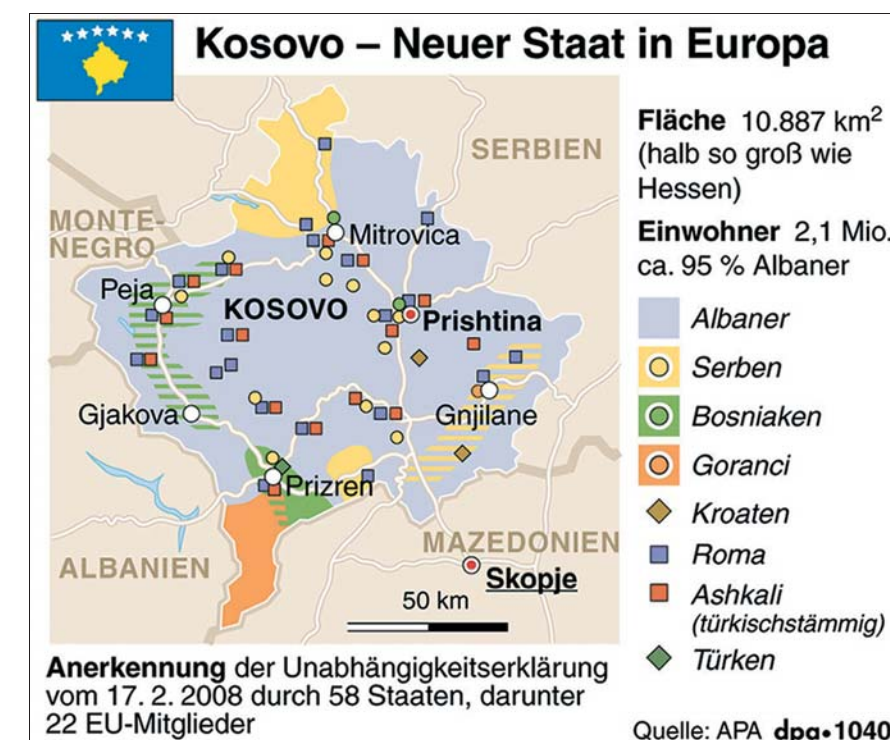 Kosovo – Neuer Staat in Europa
Fläche 10.887 km²
(halb so groß wie
Hessen)
Einwohner 2,1 Mio.
ca. 95 % Albaner
SERBIEN
MONTE-
NEGRO
Mitrovica
Peja
KOSOVO
Prishtina
Gjakova
Gnjilane
Prizren
MAZEDONIEN
ALBANIEN
Skopje
50 km
Albaner
Serben
Bosniaken
Goranci
Kroaten
Roma
Ashkali
(türkischstämmig)
Türken
Anerkennung der Unabhängigkeitserklärung
vom 17. 2. 2008 durch 58 Staaten, darunter
22 EU-Mitglieder
Quelle: APA dpg•1040